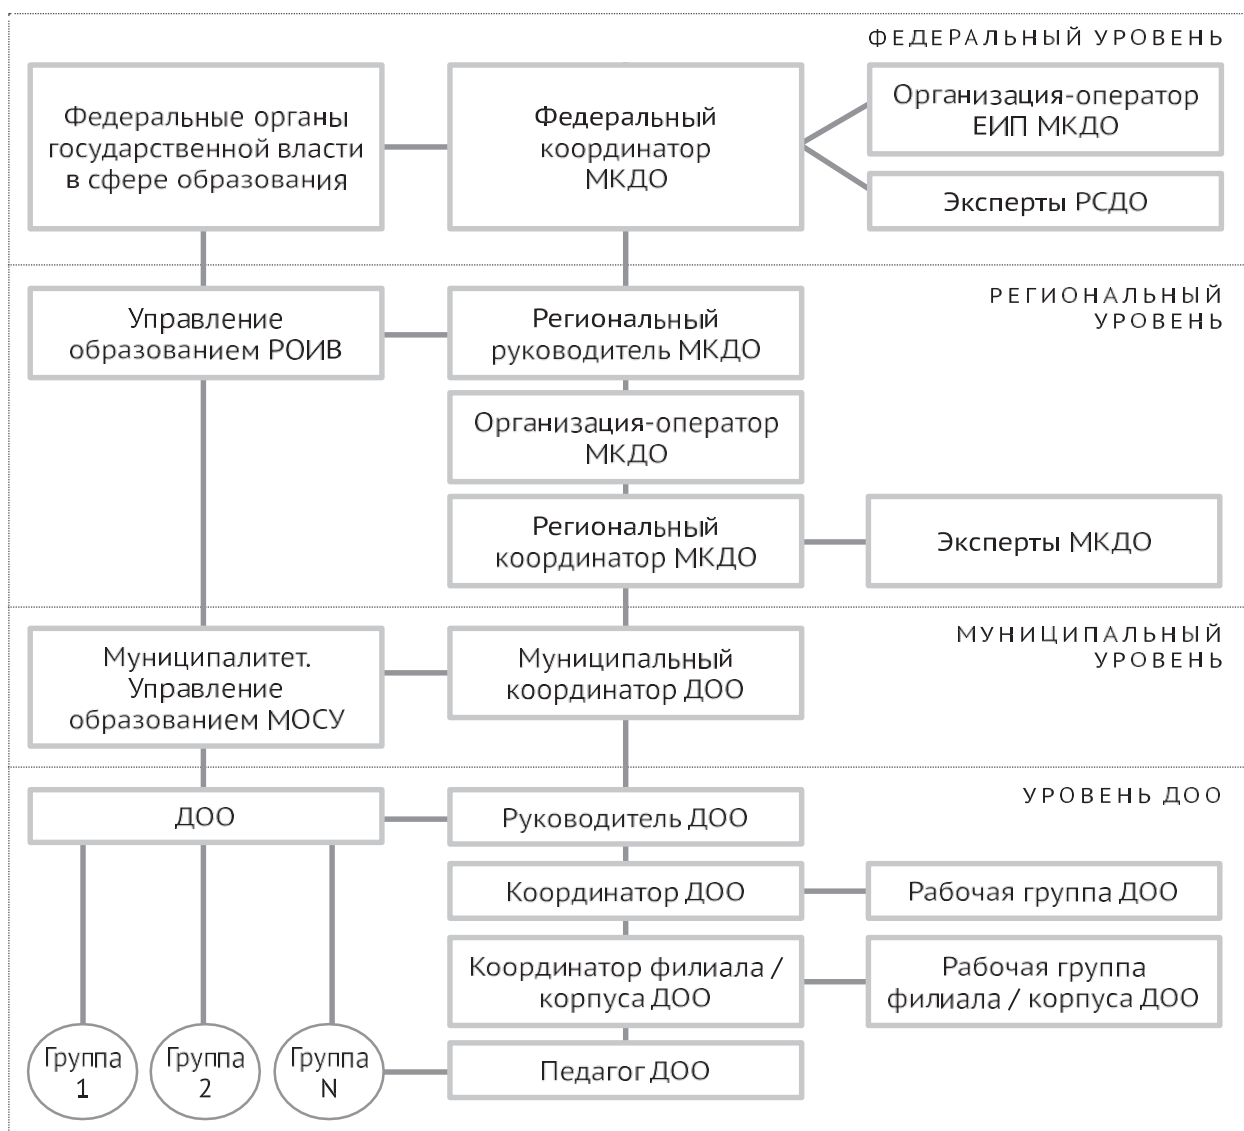 ФЕДЕРАЛЬНЫЙ УРОВЕНЬ
Федеральные органы
государственной власти
в сфере образования
Федеральный
координатор
МКДО
Организация-оператор
ЕИП МКДО
Эксперты РСДО
РЕГИОНАЛЬНЫЙ
УРОВЕНЬ
Управление
образованием РОИВ
Региональный
руководитель МКДО
Организация-оператор
МКДО
Региональный
координатор МКДО
Эксперты МКДО
МУНИЦИПАЛЬНЫЙ
УРОВЕНЬ
Муниципалитет.
Управление
образованием МОСУ
Муниципальный
координатор ДОО
УРОВЕНЬ ДОО
ДОО
Руководитель ДОО
Координатор ДОО
Рабочая группа ДОО
Координатор филиала /
корпуса ДОО
Рабочая группа
филиала / корпуса ДОО
Группа
1
Группа
2
Группа
N
Педагог ДОО